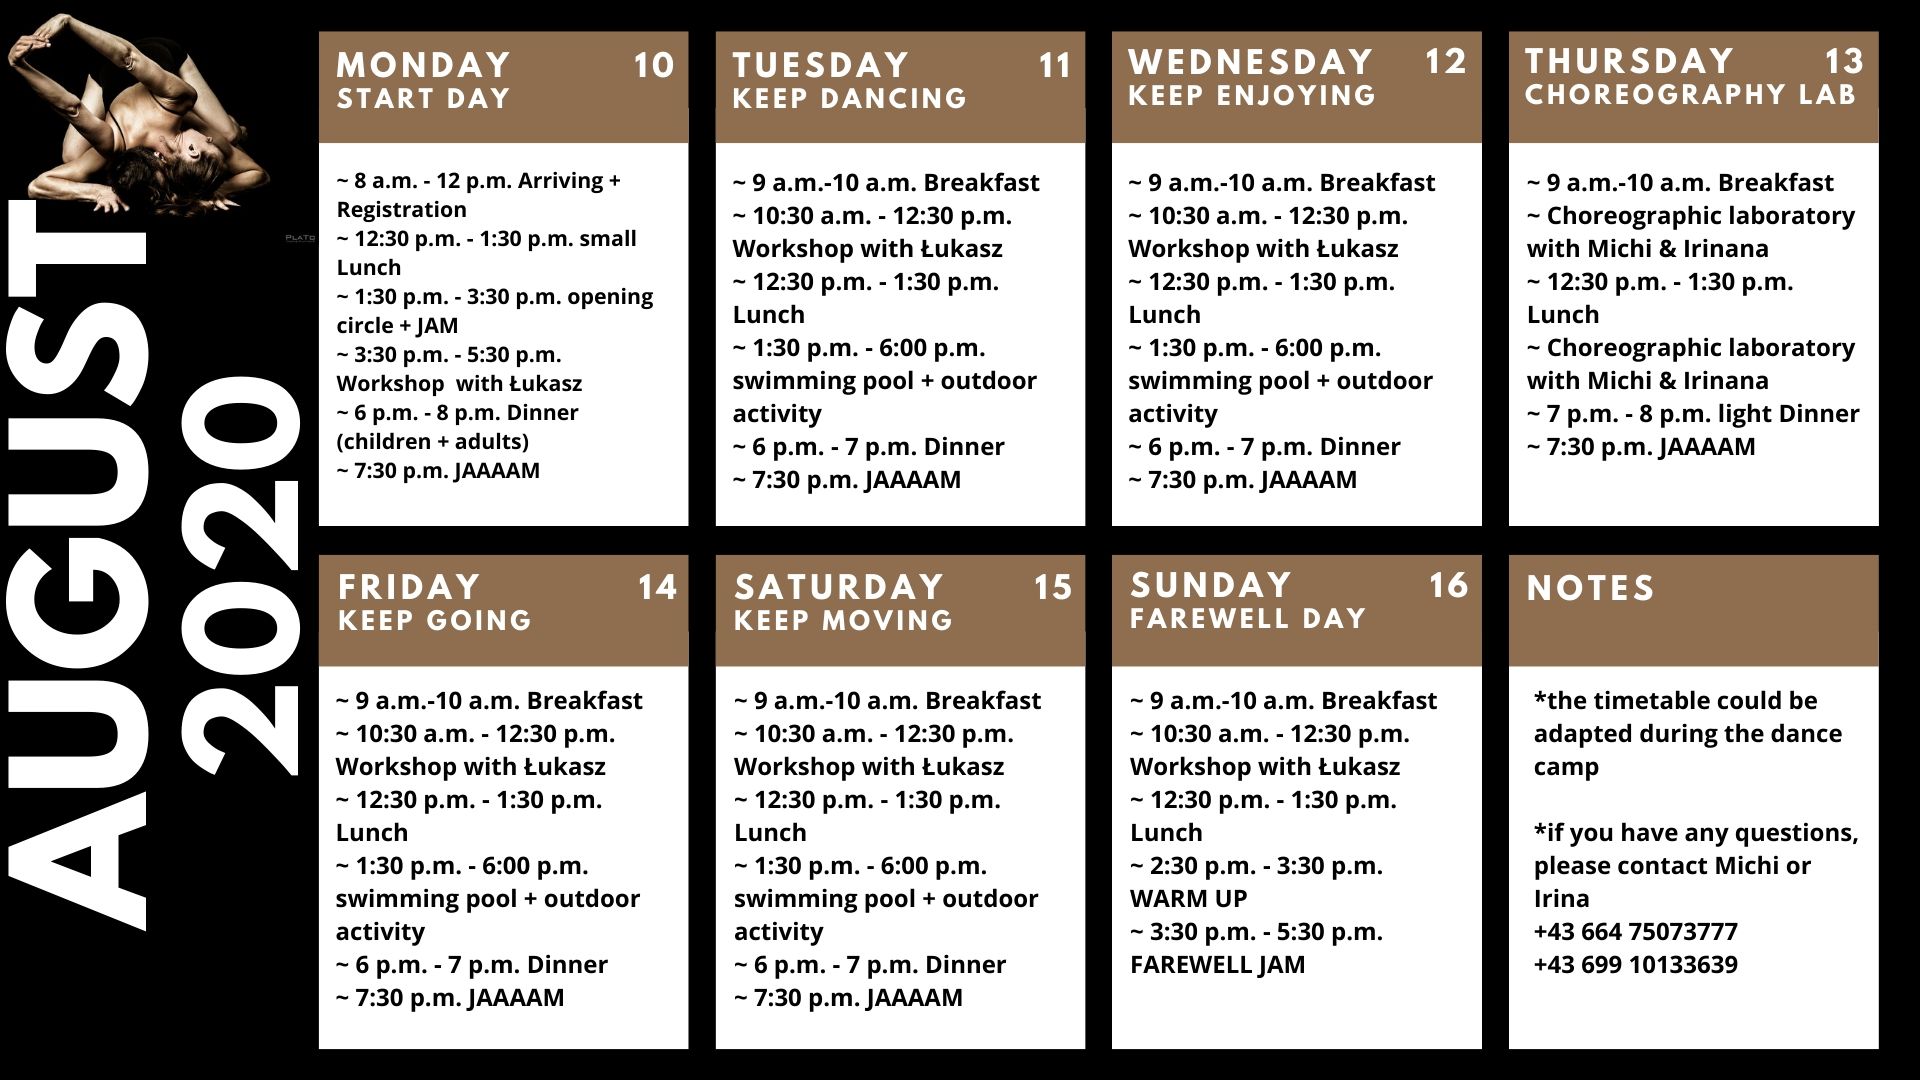 AUGUST
2020
MONDAY 10
START DAY
~ 8 a.m. - 12 p.m. Arriving +
Registration
~ 12:30 p.m. - 1:30 p.m. small
Lunch
~ 1:30 p.m. - 3:30 p.m. opening
circle + JAM
~ 3:30 p.m. - 5:30 p.m.
Workshop  with Łukasz
~ 6 p.m. - 8 p.m. Dinner
(children + adults)
~ 7:30 p.m. JAAAAM
TUESDAY 11
KEEP DANCING
~ 9 a.m.-10 a.m. Breakfast
~ 10:30 a.m. - 12:30 p.m.
Workshop with Łukasz
~ 12:30 p.m. - 1:30 p.m.
Lunch
~ 1:30 p.m. - 6:00 p.m.
swimming pool + outdoor
activity
~ 6 p.m. - 7 p.m. Dinner
~ 7:30 p.m. JAAAAM
WEDNESDAY 12
KEEP ENJOYING
~ 9 a.m.-10 a.m. Breakfast
~ 10:30 a.m. - 12:30 p.m.
Workshop with Łukasz
~ 12:30 p.m. - 1:30 p.m.
Lunch
~ 1:30 p.m. - 6:00 p.m.
swimming pool + outdoor
activity
~ 6 p.m. - 7 p.m. Dinner
~ 7:30 p.m. JAAAAM
THURSDAY 13
CHOREOGRAPHY LAB
~ 9 a.m.-10 a.m. Breakfast
~ Choreographic laboratory
with Michi & Irinana
~ 12:30 p.m. - 1:30 p.m.
Lunch
~ Choreographic laboratory
with Michi & Irinana
~ 7 p.m. - 8 p.m. light Dinner
~ 7:30 p.m. JAAAAM
FRIDAY 14
KEEP GOING
~ 9 a.m.-10 a.m. Breakfast
~ 10:30 a.m. - 12:30 p.m.
Workshop with Łukasz
~ 12:30 p.m. - 1:30 p.m.
Lunch
~ 1:30 p.m. - 6:00 p.m.
swimming pool + outdoor
activity
~ 6 p.m. - 7 p.m. Dinner
~ 7:30 p.m. JAAAAM
SATURDAY 15
KEEP MOVING
~ 9 a.m.-10 a.m. Breakfast
~ 10:30 a.m. - 12:30 p.m.
Workshop with Łukasz
~ 12:30 p.m. - 1:30 p.m.
Lunch
~ 1:30 p.m. - 6:00 p.m.
swimming pool + outdoor
activity
~ 6 p.m. - 7 p.m. Dinner
~ 7:30 p.m. JAAAAM
SUNDAY 16
FAREWELL DAY
~ 9 a.m.-10 a.m. Breakfast
~ 10:30 a.m. - 12:30 p.m.
Workshop with Łukasz
~ 12:30 p.m. - 1:30 p.m.
Lunch
~ 2:30 p.m. - 3:30 p.m.
WARM UP
~ 3:30 p.m. - 5:30 p.m.
FAREWELL JAM
NOTES
*the timetable could be
adapted during the dance
camp
*if you have any questions,
please contact Michi or
Irina
+43 664 75073777
+43 699 10133639